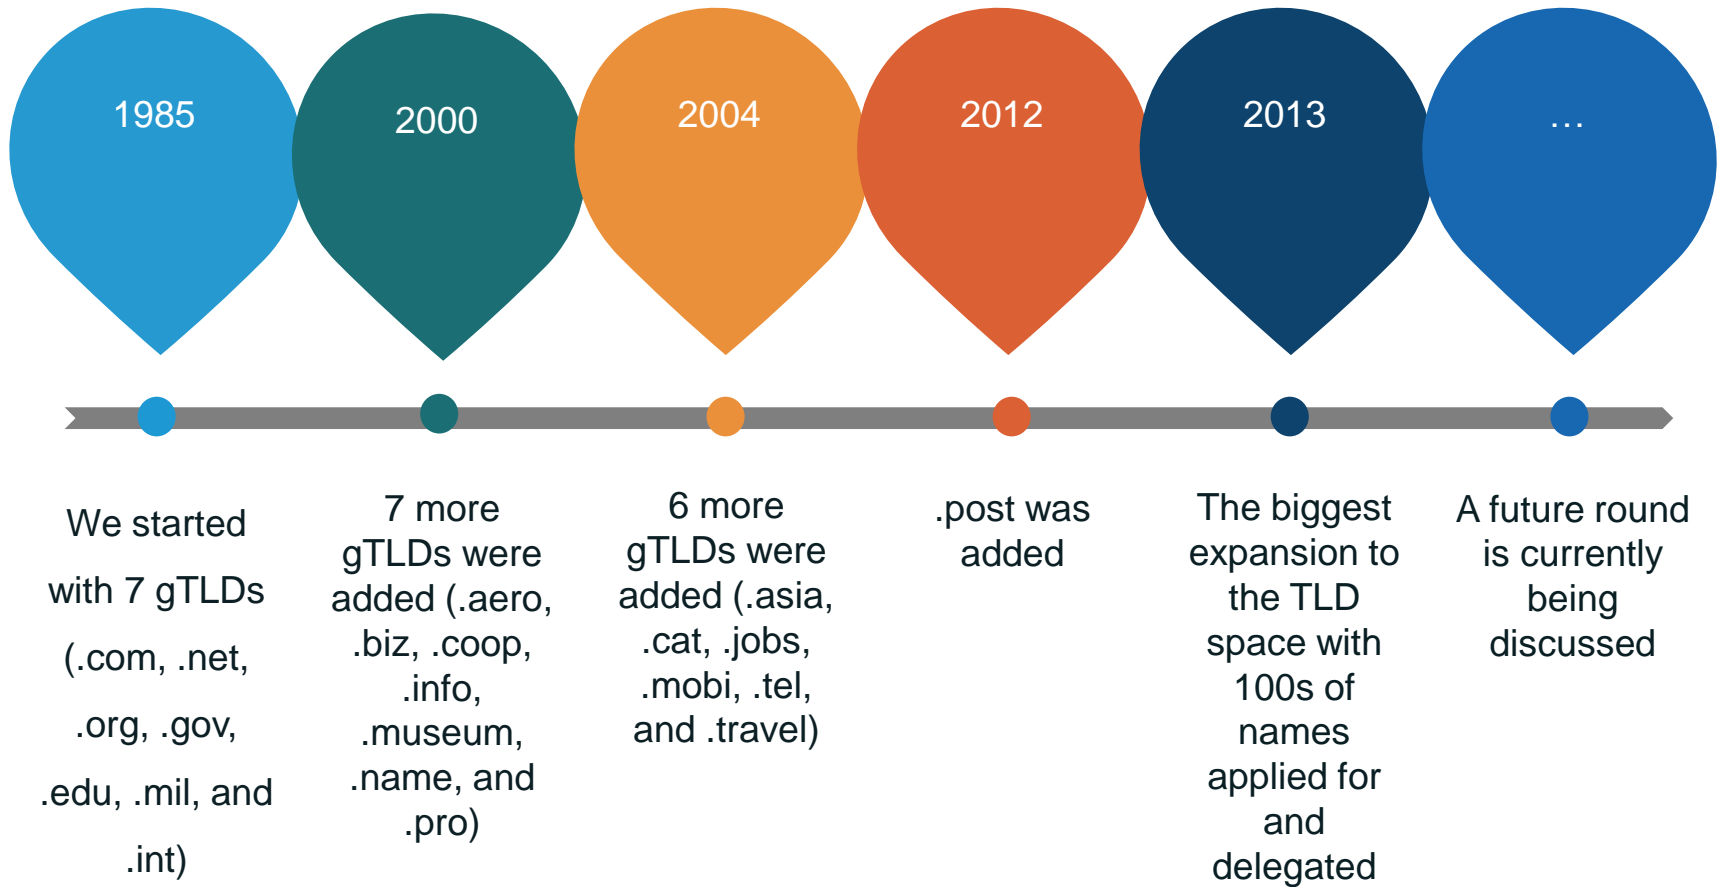 1985
2000
2004
2012
2013
…
We started
with 7 gTLDs
(.com, .net,
.org, .gov,
.edu, .mil, and
.int)
7 more
gTLDs were
added (.aero,
.biz, .coop,
.info,
.museum,
.name, and
.pro)
6 more
gTLDs were
added (.asia,
.cat, .jobs,
.mobi, .tel,
and .travel)
.post was
added
The biggest
expansion to
the TLD
space with
100s of
names
applied for
and
delegated
A future round
is currently
being
discussed